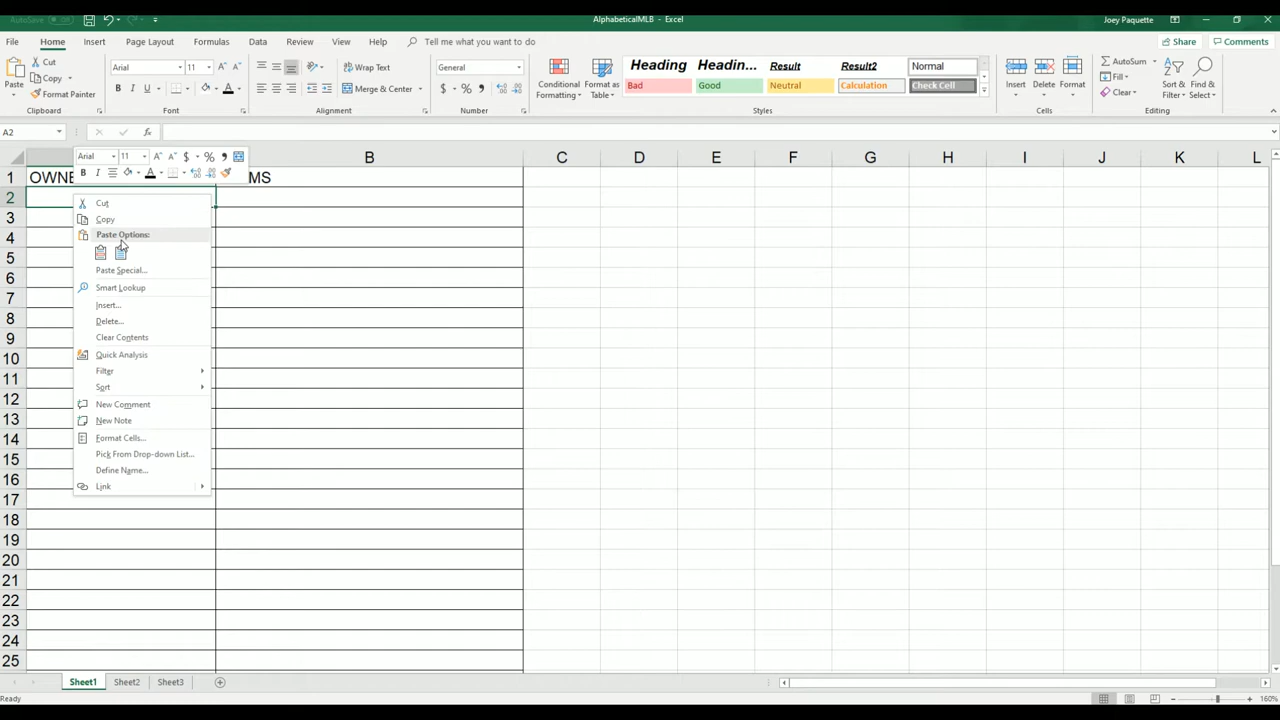 AutoSave
AlphabeticalMLB - Excel
Joey Paquette
File Home Insert Page Layout Formulas Data Review View Help Tell me what you want to do
Share Comments
Paste
Cut
Copy
Format Painter
Clipboard
Arial 11
Font
Wrap Text
Merge & Center
Alignment
General
Number
Conditional Formatting
Format as Table
Heading Headin... Result Result2 Normal
Bad Good Neutral Calculation Check Cell
Styles
Insert Delete Format
Cells
AutoSum
Fill
Clear
Sort & Filter
Find & Select
Editing
A2
fx
Arial 11
B C D E F G H I J K L
1 OWNE MS
2
3
4
5
6
7
8
9
10
11
12
13
14
15
16
17
18
19
20
21
22
23
24
25
Cut
Copy
Paste Options:
Paste Special...
Smart Lookup
Insert...
Delete...
Clear Contents
Quick Analysis
Filter
Sort
New Comment
New Note
Format Cells...
Pick From Drop-down List...
Define Name...
Link
Sheet1 Sheet2 Sheet3
Ready
160%